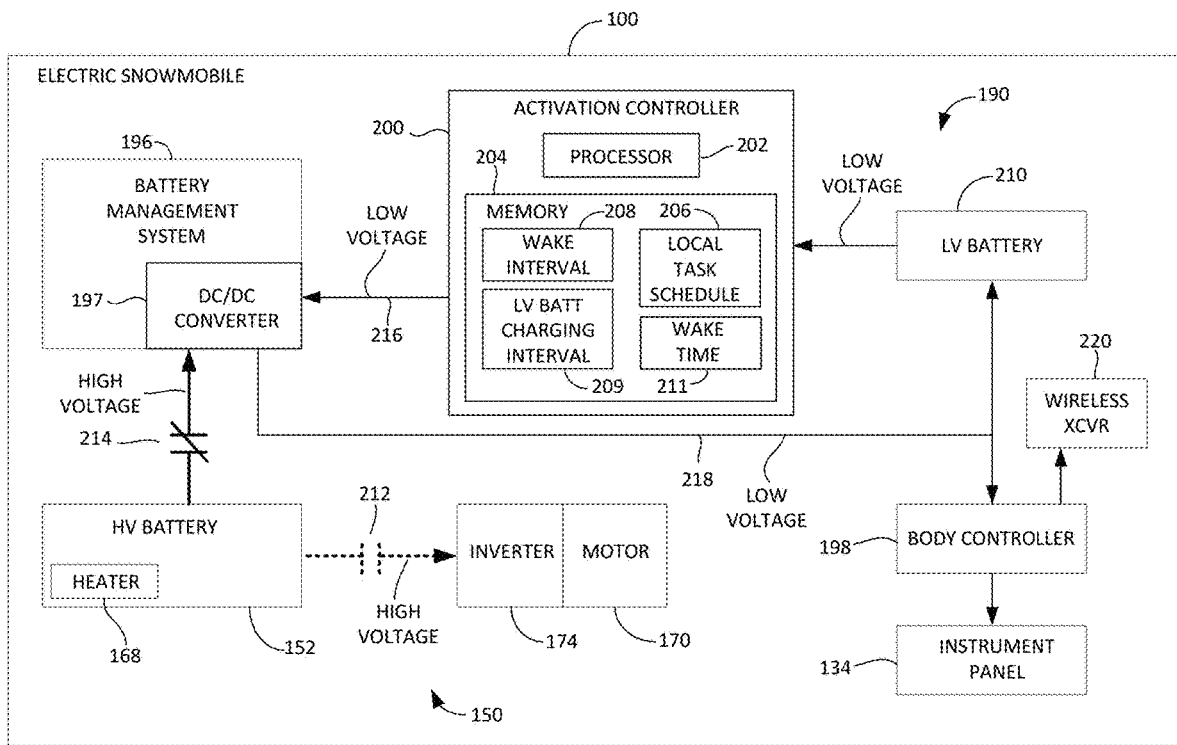 100
ELECTRIC SNOWMOBILE
190
ACTIVATION CONTROLLER
200
PROCESSOR
202
204
MEMORY
208
206
WAKE
INTERVAL
LOCAL
TASK
SCHEDULE
LV BATT
CHARGING
INTERVAL
WAKE
TIME
209
211
196
BATTERY
MANAGEMENT
SYSTEM
197
DC/DC
CONVERTER
LOW
VOLTAGE
216
LOW
VOLTAGE
210
LV BATTERY
220
WIRELESS
XCVR
HIGH
VOLTAGE
214
218
LOW
VOLTAGE
HV BATTERY
HEATER
168
152
212
HIGH
VOLTAGE
INVERTER
MOTOR
174
170
198
BODY CONTROLLER
134
INSTRUMENT
PANEL
150